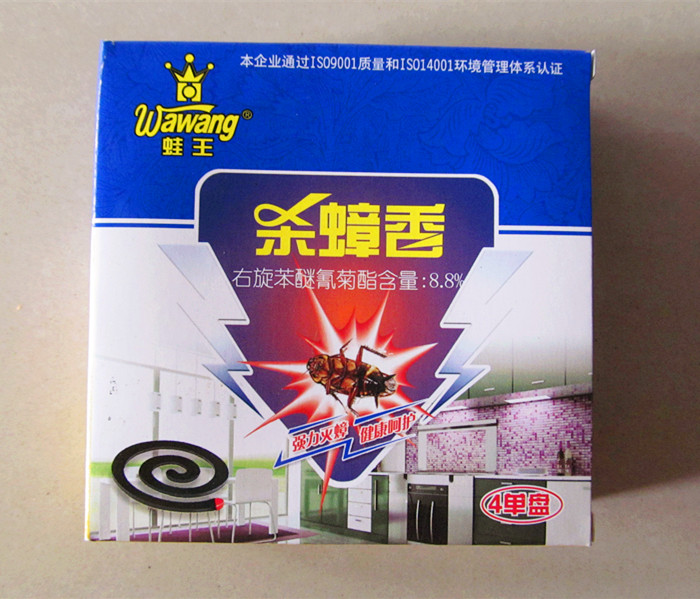 本企业通过ISO9001质量和ISO14001环境管理体系认证
Wawang®
蛙王
杀蟑香
右旋苯醚氰菊酯含量:8.8%
强力灭蟑 健康呵护
4单盘